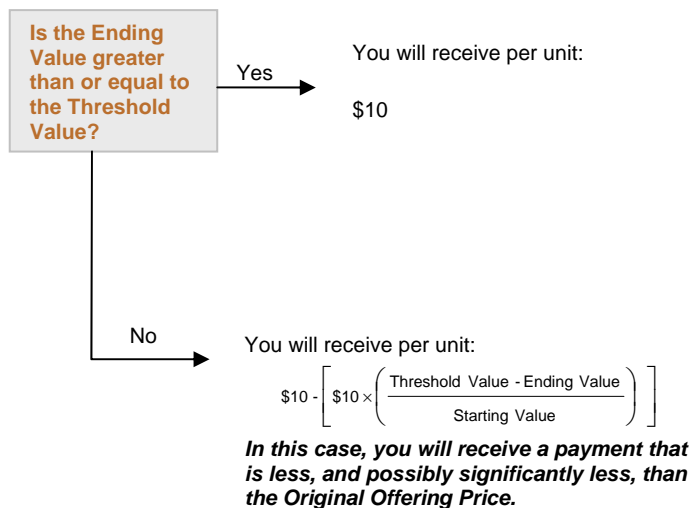 Is the Ending
Value greater
than or equal to
the Threshold
Value?
Yes
You will receive per unit:
$10
No
You will receive per unit:
$10 - [ $10 × ( Threshold Value - Ending Value / Starting Value ) ]
In this case, you will receive a payment that
is less, and possibly significantly less, than
the Original Offering Price.